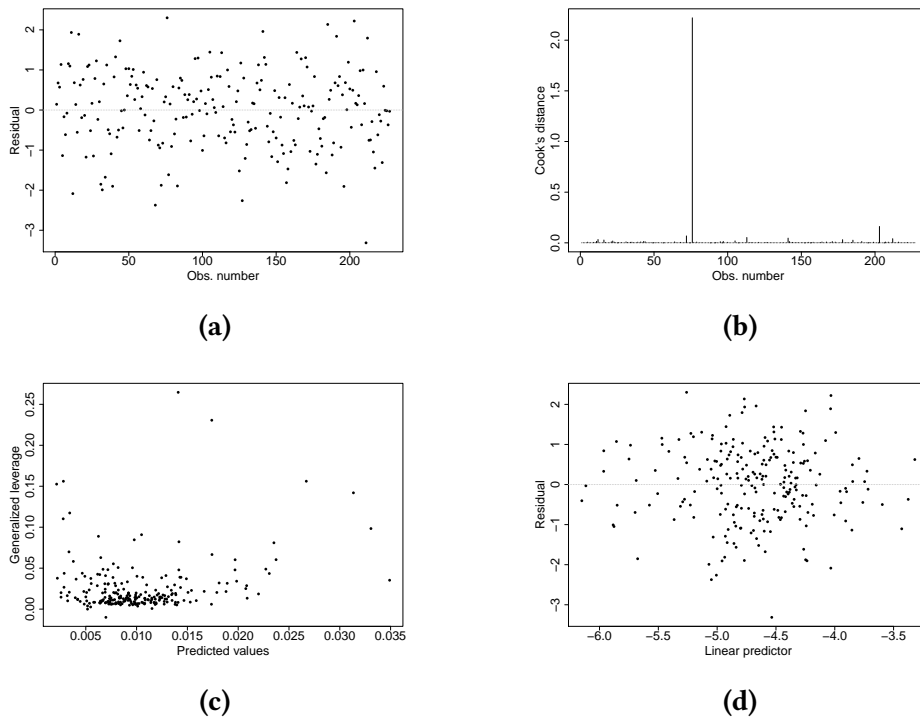 −3 −2 −1 0 1 2
Residual
0 50 100 150 200
Obs. number
(a)
0.0 0.5 1.0 1.5 2.0
Cook's distance
0 50 100 150 200
Obs. number
(b)
0.00 0.05 0.10 0.15 0.20 0.25
Generalized leverage
0.005 0.010 0.015 0.020 0.025 0.030 0.035
Predicted values
(c)
−3 −2 −1 0 1 2
Residual
−6.0 −5.5 −5.0 −4.5 −4.0 −3.5
Linear predictor
(d)